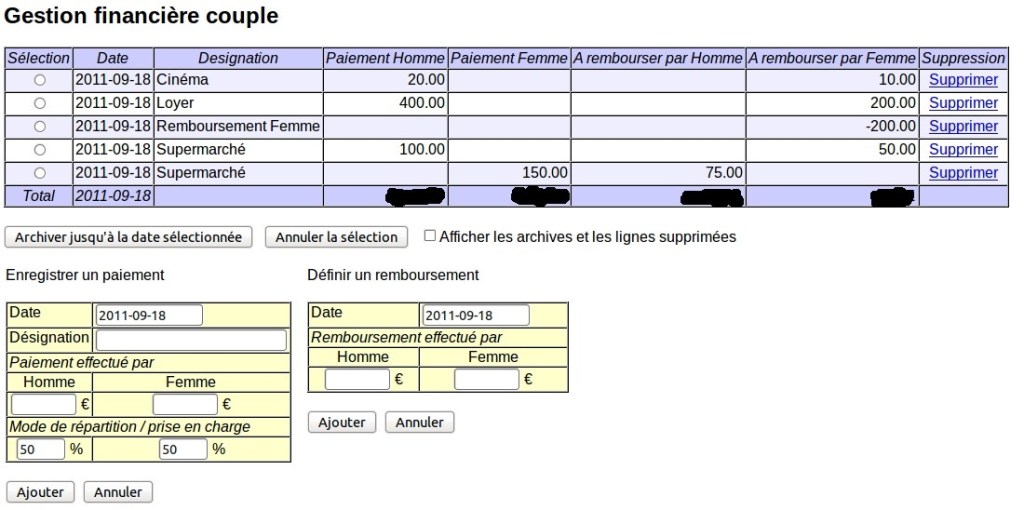 Gestion financière couple
Sélection Date Designation Paiement Homme Paiement Femme A rembourser par Homme A rembourser par Femme Suppression
2011-09-18 Cinéma 20.00 10.00 Supprimer
2011-09-18 Loyer 400.00 200.00 Supprimer
2011-09-18 Remboursement Femme -200.00 Supprimer
2011-09-18 Supermarché 100.00 50.00 Supprimer
2011-09-18 Supermarché 150.00 75.00 Supprimer
Total 2011-09-18
Archiver jusqu'à la date sélectionnée Annuler la sélection Afficher les archives et les lignes supprimées
Enregistrer un paiement
Date 2011-09-18
Désignation
Paiement effectué par
Homme Femme
€ €
Mode de répartition / prise en charge
50 % 50 %
Ajouter Annuler
Définir un remboursement
Date 2011-09-18
Remboursement effectué par
Homme Femme
€ €
Ajouter Annuler